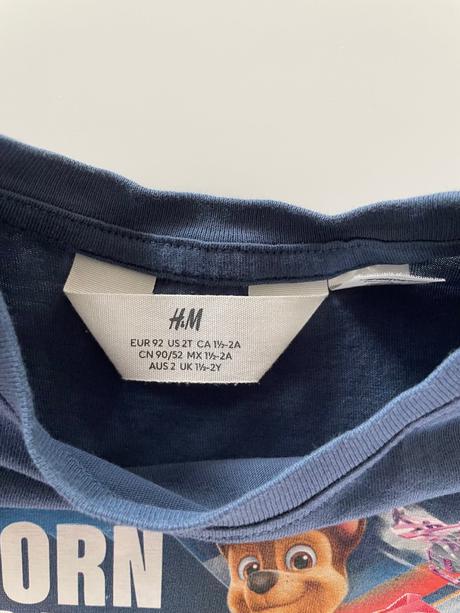 H&M
EUR 92 US 2T CA 1½-2A
CN 90/52 MX 1½-2A
AUS 2 UK 1½-2Y
ORN